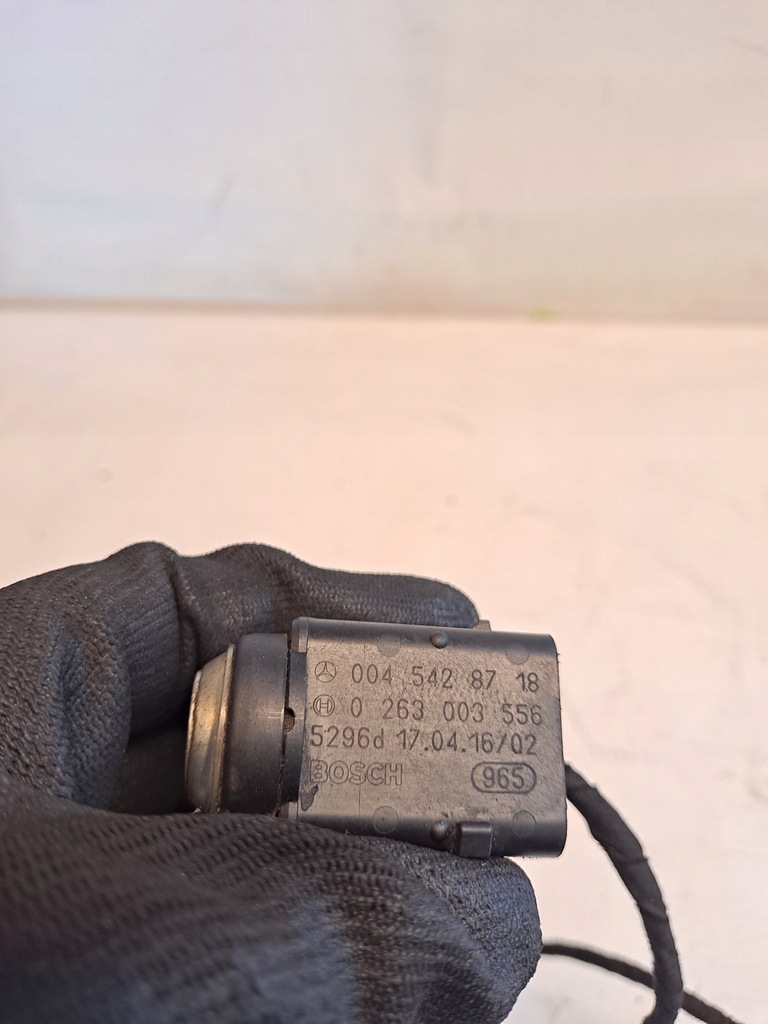 004 542 87 18
0 263 003 556
5296d 17.04.16/02
BOSCH 965